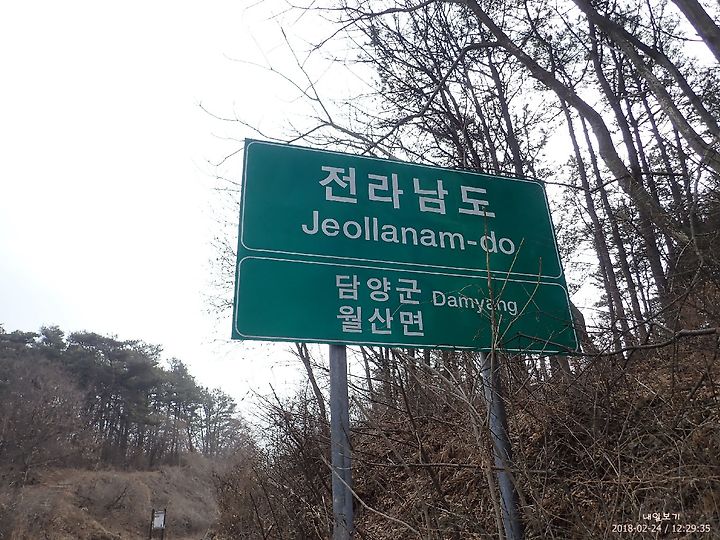 전라남도
Jeollanam-do
담양군 Damyang
월산면
내일보기
2018-02-24 / 12:29:35